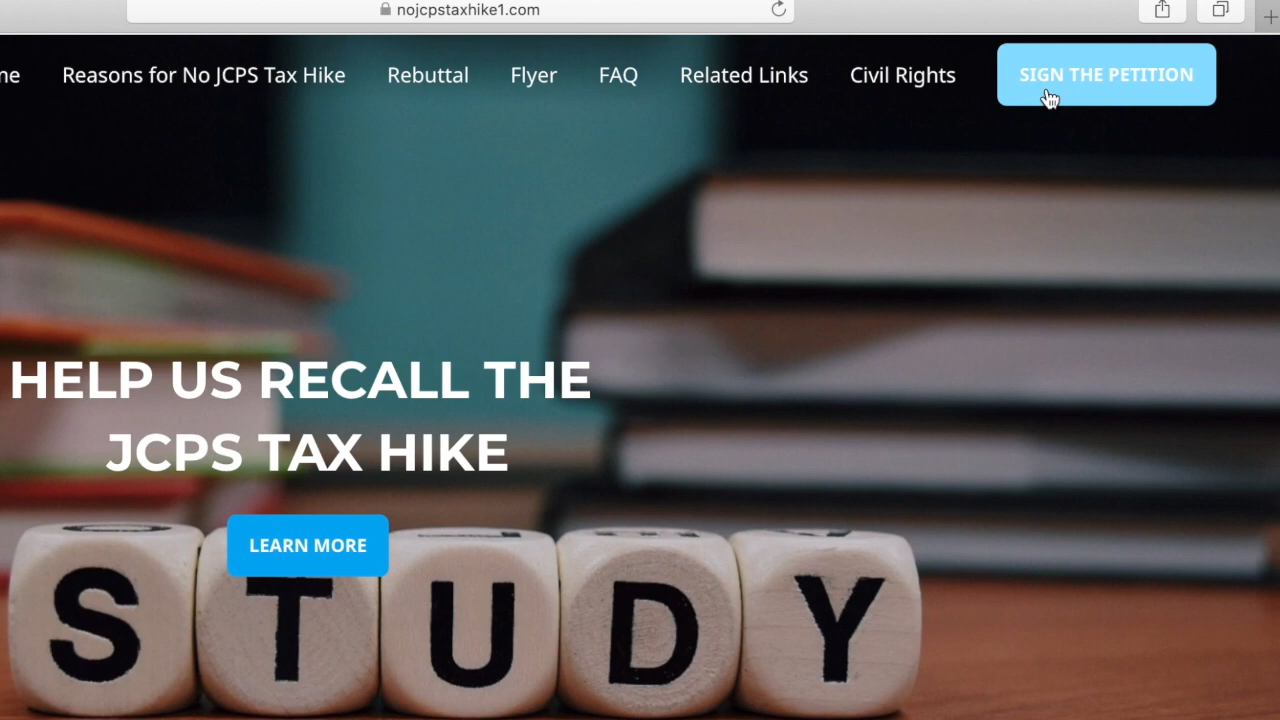 nojcpstaxhike1.com
me
Reasons for No JCPS Tax Hike
Rebuttal
Flyer
FAQ
Related Links
Civil Rights
SIGN THE PETITION
HELP US RECALL THE
JCPS TAX HIKE
LEARN MORE
STUDY